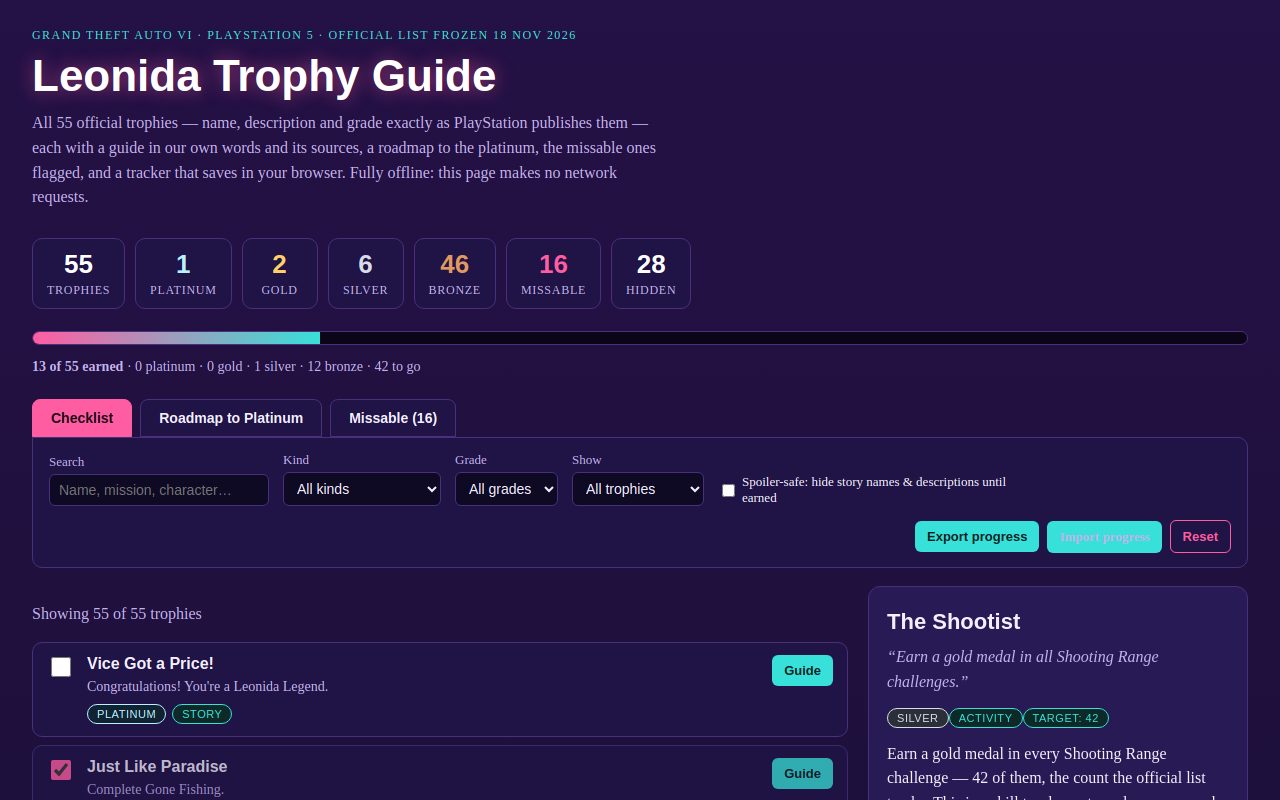 GRAND THEFT AUTO VI · PLAYSTATION 5 · OFFICIAL LIST FROZEN 18 NOV 2026
Leonida Trophy Guide
All 55 official trophies — name, description and grade exactly as PlayStation publishes them —
each with a guide in our own words and its sources, a roadmap to the platinum, the missable ones
flagged, and a tracker that saves in your browser. Fully offline: this page makes no network
requests.
55 1 2 6 46 16 28
TROPHIES PLATINUM GOLD SILVER BRONZE MISSABLE HIDDEN
13 of 55 earned · 0 platinum · 0 gold · 1 silver · 12 bronze · 42 to go
Checklist Roadmap to Platinum Missable (16)
Search Kind Grade Show
Name, mission, character… All kinds All grades All trophies
Spoiler-safe: hide story names & descriptions until
earned
Export progress Import progress Reset
Showing 55 of 55 trophies
Vice Got a Price!
Congratulations! You're a Leonida Legend.
PLATINUM STORY
Guide
Just Like Paradise
Complete Gone Fishing.
Guide
The Shootist
“Earn a gold medal in all Shooting Range
challenges.”
SILVER ACTIVITY TARGET: 42
Earn a gold medal in every Shooting Range
challenge — 42 of them, the count the official list